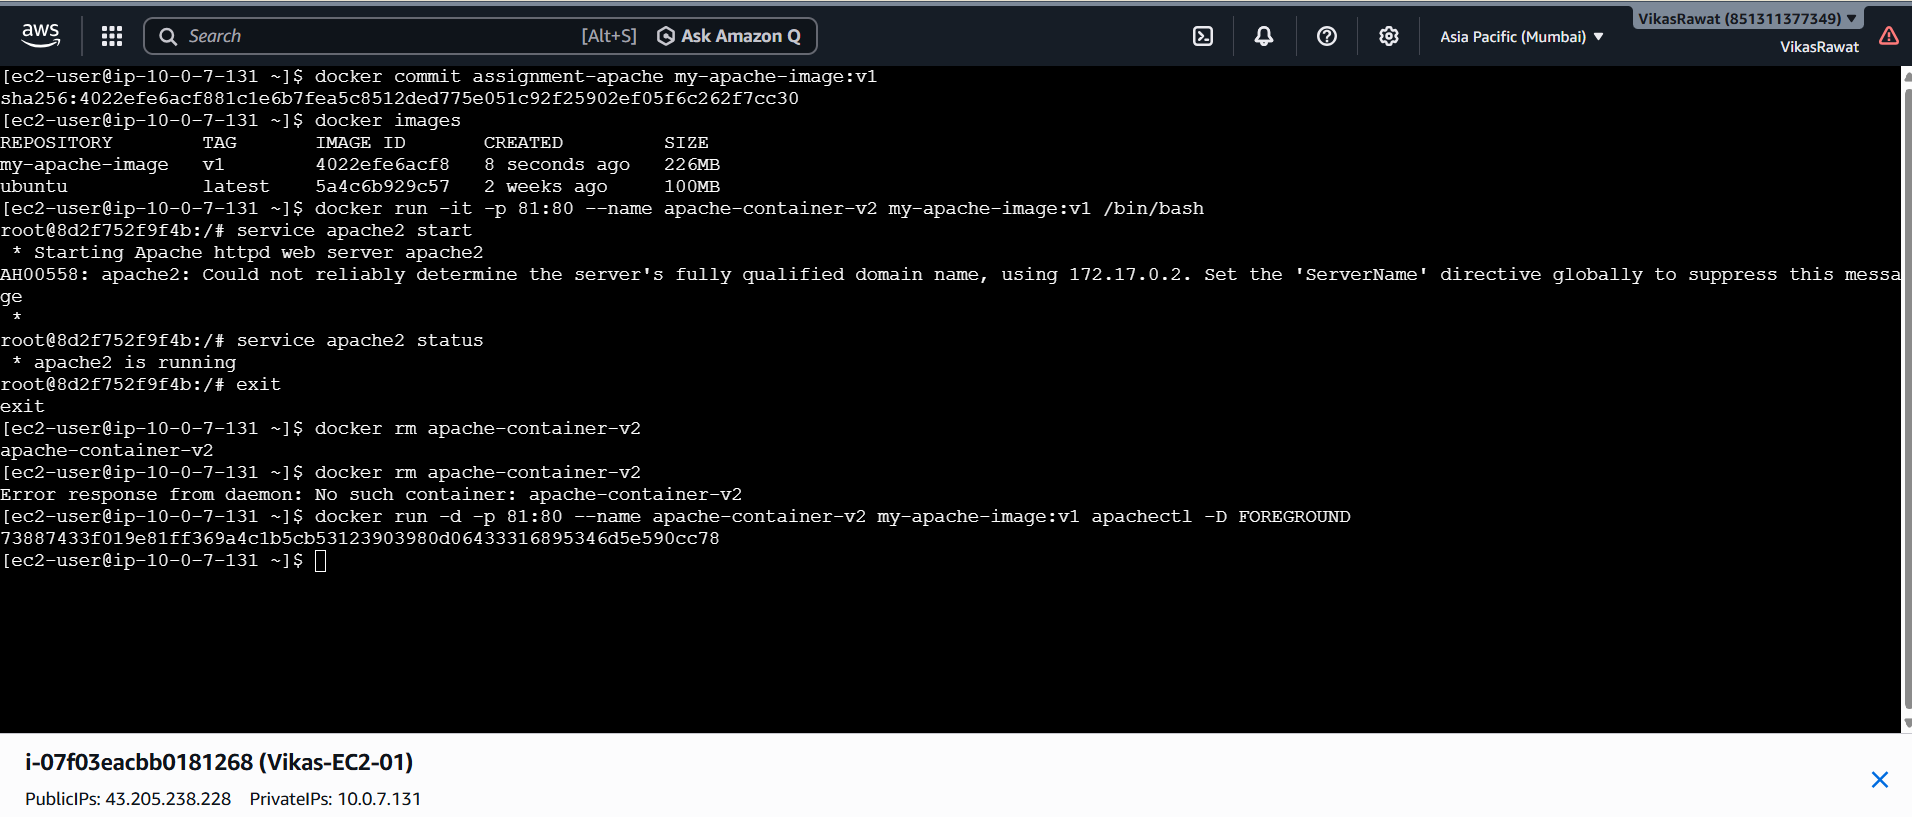 aws
Search [Alt+S] Ask Amazon Q
Asia Pacific (Mumbai) ▼
VikasRawat (851311377349) ▼
VikasRawat
[ec2-user@ip-10-0-7-131 ~]$ docker commit assignment-apache my-apache-image:v1
sha256:4022efe6acf881c1e6b7fea5c8512ded775e051c92f25902ef05f6c262f7cc30
[ec2-user@ip-10-0-7-131 ~]$ docker images
REPOSITORY TAG IMAGE ID CREATED SIZE
my-apache-image v1 4022efe6acf8 8 seconds ago 226MB
ubuntu latest 5a4c6b929c57 2 weeks ago 100MB
[ec2-user@ip-10-0-7-131 ~]$ docker run -it -p 81:80 --name apache-container-v2 my-apache-image:v1 /bin/bash
root@8d2f752f9f4b:/# service apache2 start
* Starting Apache httpd web server apache2
AH00558: apache2: Could not reliably determine the server's fully qualified domain name, using 172.17.0.2. Set the 'ServerName' directive globally to suppress this messa
ge
*
root@8d2f752f9f4b:/# service apache2 status
* apache2 is running
root@8d2f752f9f4b:/# exit
exit
[ec2-user@ip-10-0-7-131 ~]$ docker rm apache-container-v2
apache-container-v2
[ec2-user@ip-10-0-7-131 ~]$ docker rm apache-container-v2
Error response from daemon: No such container: apache-container-v2
[ec2-user@ip-10-0-7-131 ~]$ docker run -d -p 81:80 --name apache-container-v2 my-apache-image:v1 apachectl -D FOREGROUND
73887433f019e81ff369a4c1b5cb53123903980d06433316895346d5e590cc78
[ec2-user@ip-10-0-7-131 ~]$
i-07f03eacbb0181268 (Vikas-EC2-01)
PublicIPs: 43.205.238.228 PrivateIPs: 10.0.7.131